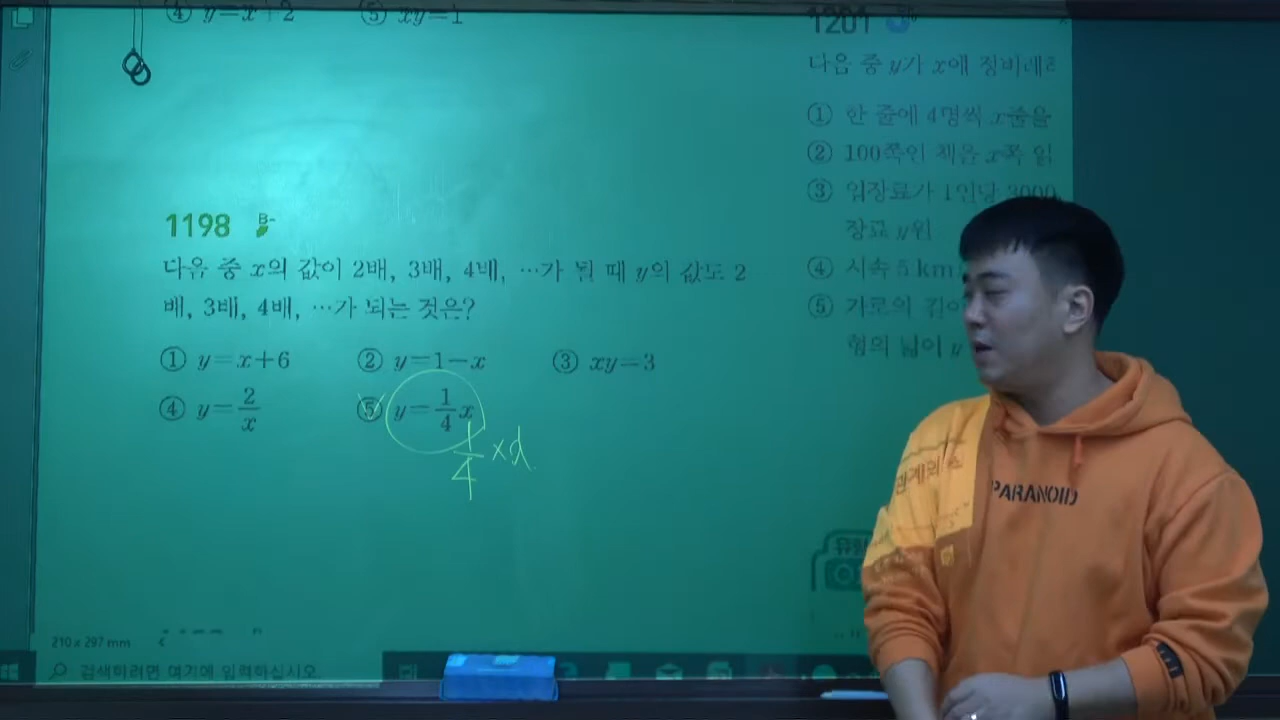 ④ y=x+2 ⑤ xy=1
1198 B-
다음 중 x의 값이 2배, 3배, 4배, …가 될 때 y의 값도 2
배, 3배, 4배, …가 되는 것은?
① y=x+6 ② y=1-x ③ xy=3
④ y=2/x ⑤ y=1/4x
1/4 ×
1201
다음 중 y가 x에 정비례
① 한 줄에 4명씩 x줄을
② 100쪽인 책을 x쪽 읽
③ 입장료가 1인당 3000
장료 y원
④ 시속 5 km
⑤ 가로의 길이
형의 넓이 y
PARANOID
유형
210 x 297 mm
검색하려면 여기에 입력하십시오